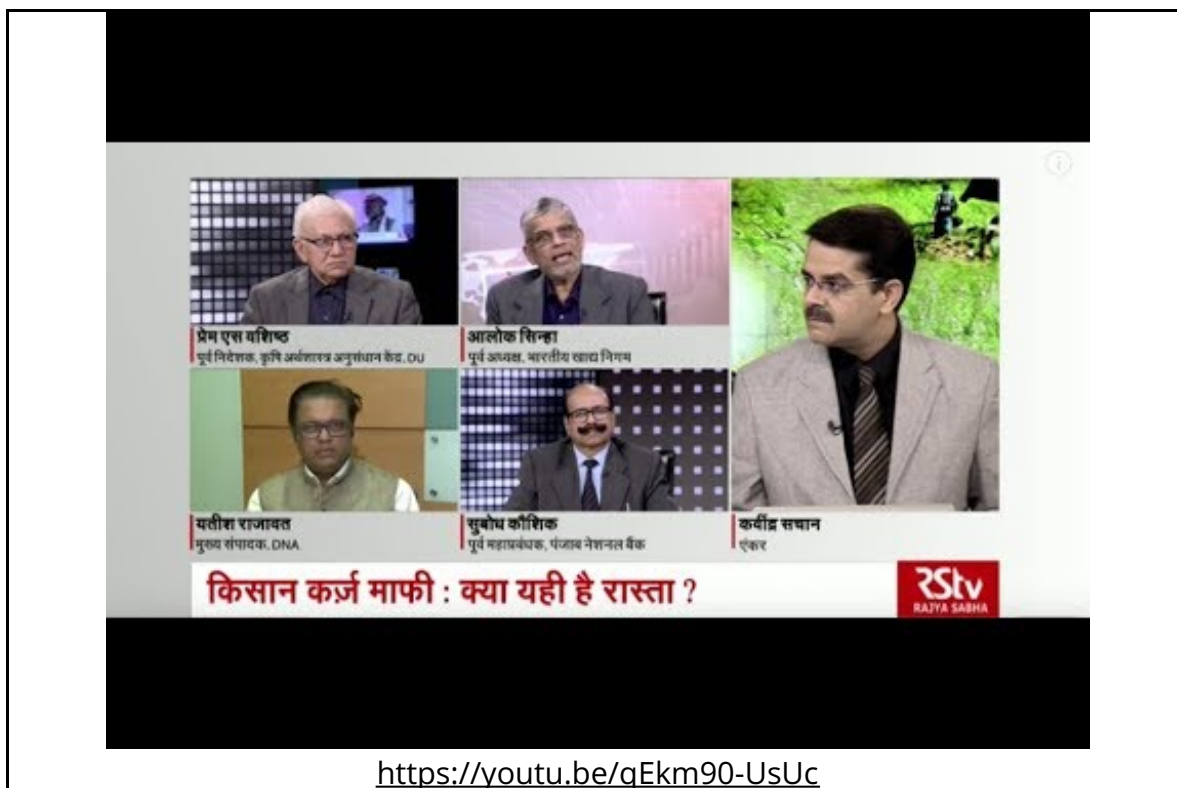 प्रेम एस वशिष्ठ
पूर्व निदेशक, कृषि अर्थशास्त्र अनुसंधान केंद्र, DU
आलोक सिन्हा
पूर्व अध्यक्ष, भारतीय खाद्य निगम
यतीश राजावत
मुख्य संपादक, DNA
सुबोध कौशिक
पूर्व महाप्रबंधक, पंजाब नेशनल बैंक
कवींद्र सचान
एंकर
किसान कर्ज़ माफी : क्या यही है रास्ता ?
RStv
RAJYA SABHA
https://youtu.be/qEkm90-UsUc